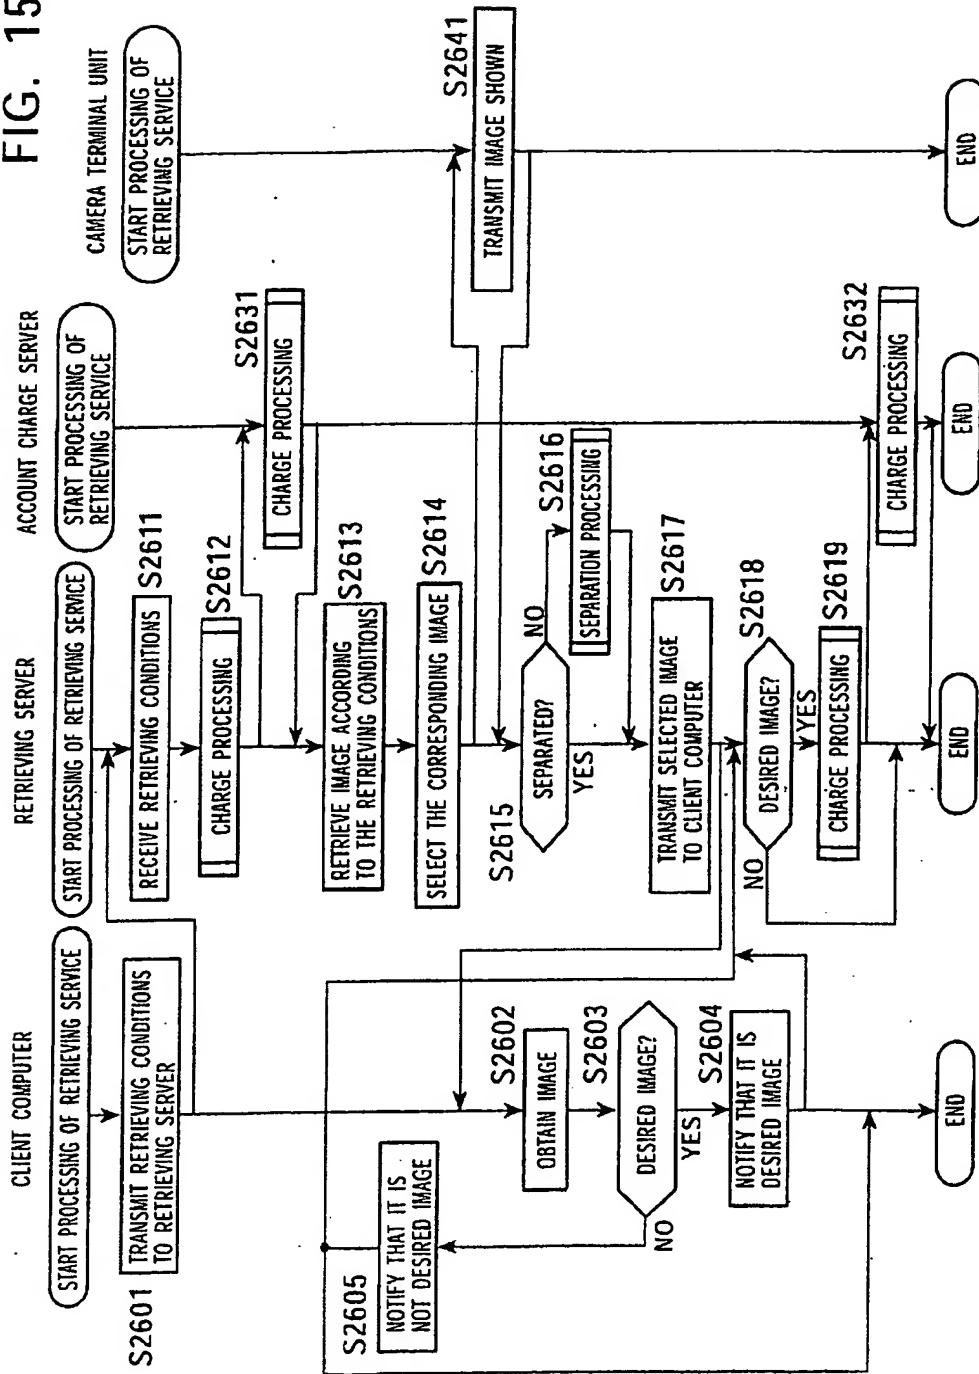 FIG. 15
CLIENT COMPUTER
START PROCESSING OF RETRIEVING SERVICE
S2601
TRANSMIT RETRIEVING CONDITIONS
TO RETRIEVING SERVER
S2605
NOTIFY THAT IT IS
NOT DESIRED IMAGE
S2602
OBTAIN IMAGE
S2603
DESIRED IMAGE?
NO
YES
S2604
NOTIFY THAT IT IS
DESIRED IMAGE
END
RETRIEVING SERVER
START PROCESSING OF RETRIEVING SERVICE
S2611
RECEIVE RETRIEVING CONDITIONS
S2612
CHARGE PROCESSING
S2613
RETRIEVE IMAGE ACCORDING
TO THE RETRIEVING CONDITIONS
S2614
SELECT THE CORRESPONDING IMAGE
S2615
SEPARATED?
NO
YES
S2616
SEPARATION PROCESSING
S2617
TRANSMIT SELECTED IMAGE
TO CLIENT COMPUTER
S2618
DESIRED IMAGE?
NO
YES
S2619
CHARGE PROCESSING
END
ACCOUNT CHARGE SERVER
START PROCESSING OF
RETRIEVING SERVICE
S2631
CHARGE PROCESSING
S2632
CHARGE PROCESSING
END
CAMERA TERMINAL UNIT
START PROCESSING OF
RETRIEVING SERVICE
S2641
TRANSMIT IMAGE SHOWN
END